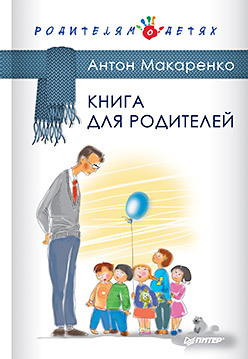 РОДИТЕЛЯМ О ДЕТЯХ
Антон Макаренко
КНИГА
ДЛЯ РОДИТЕЛЕЙ
ПИТЕР